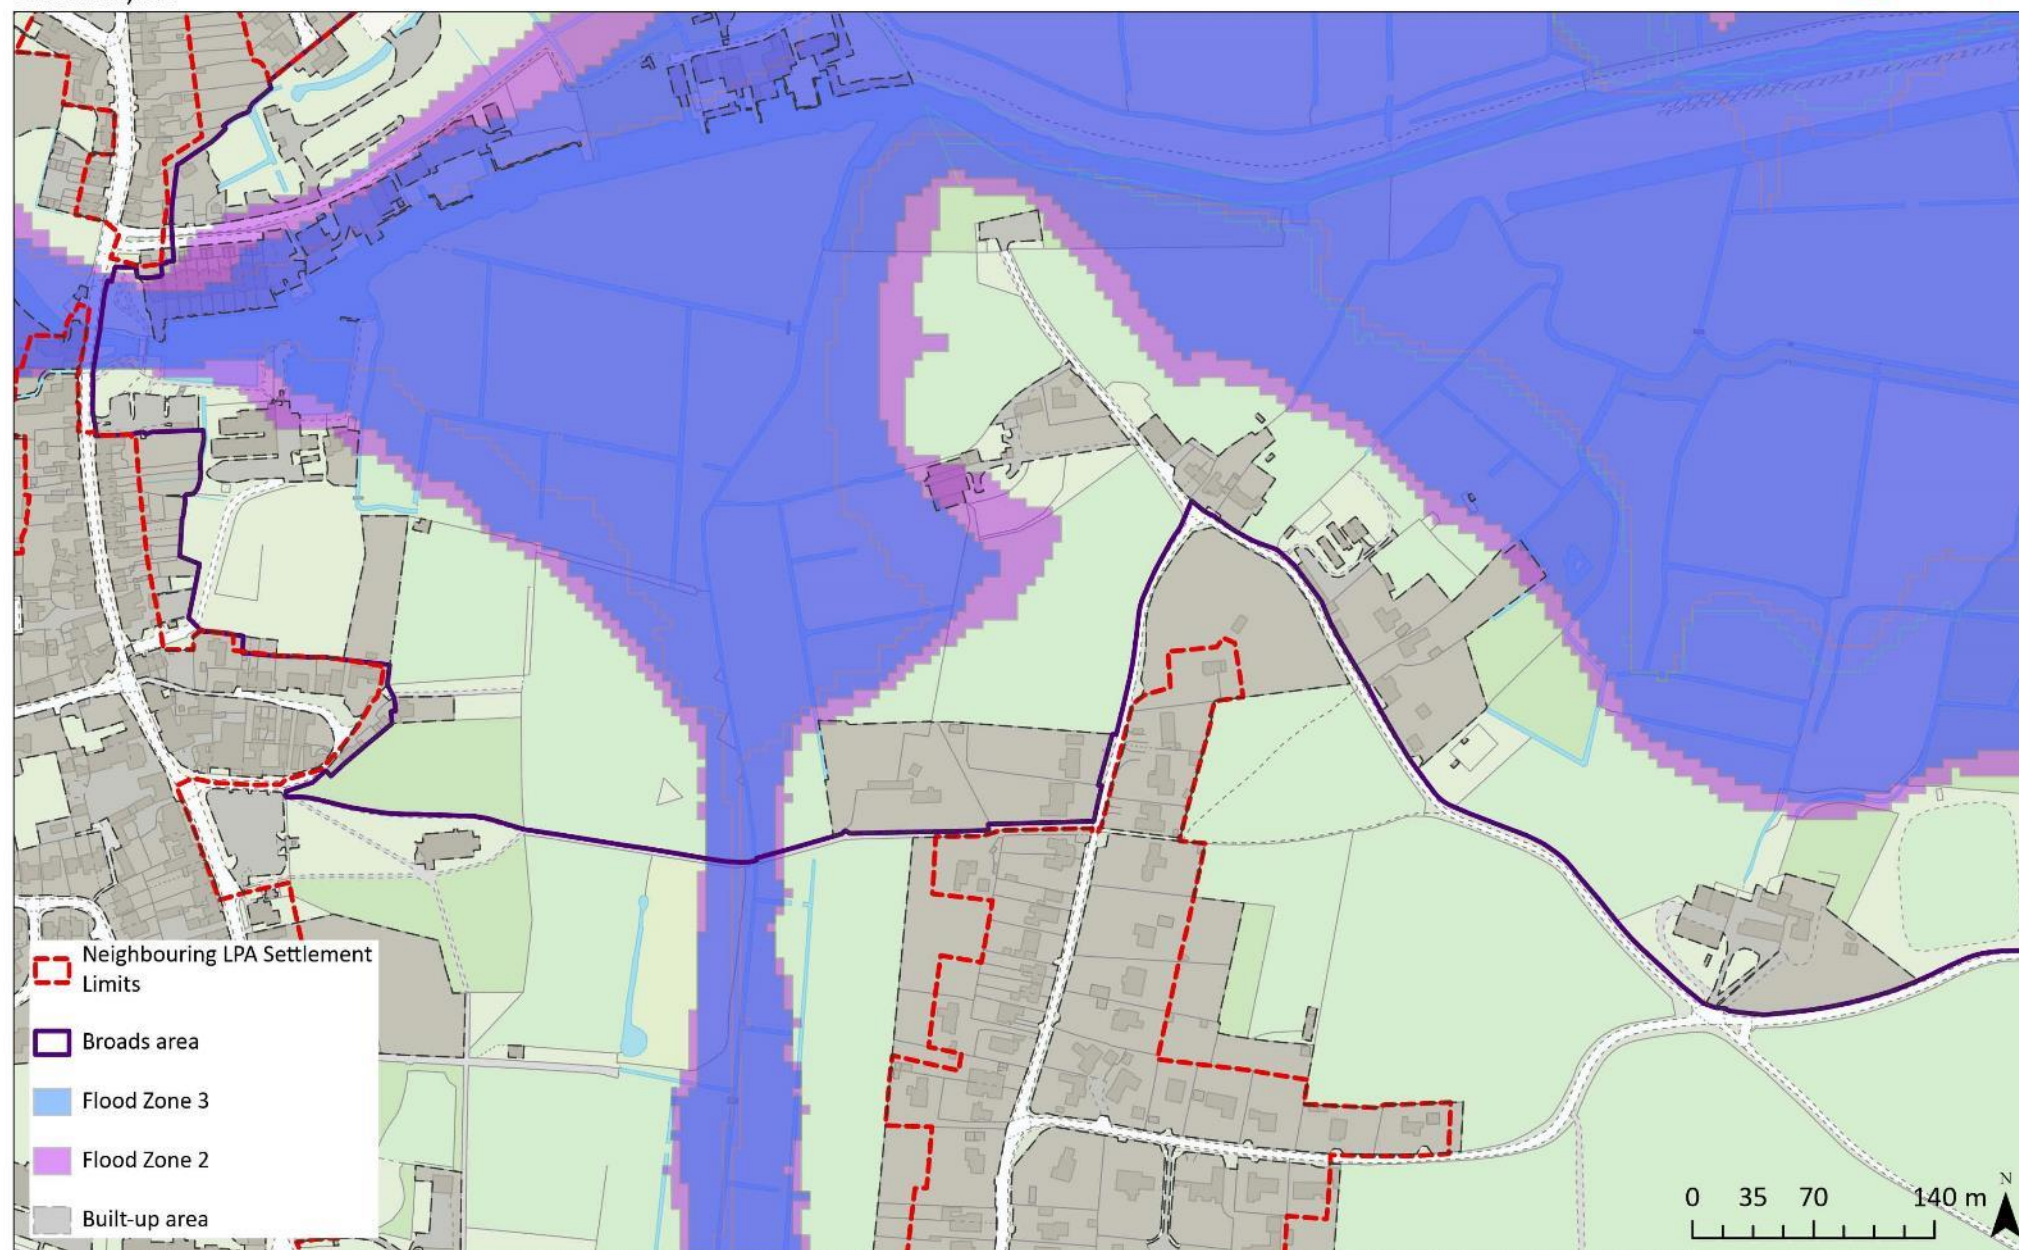 Neighbouring LPA Settlement
Limits
Broads area
Flood Zone 3
Flood Zone 2
Built-up area
N
0 35 70 140 m